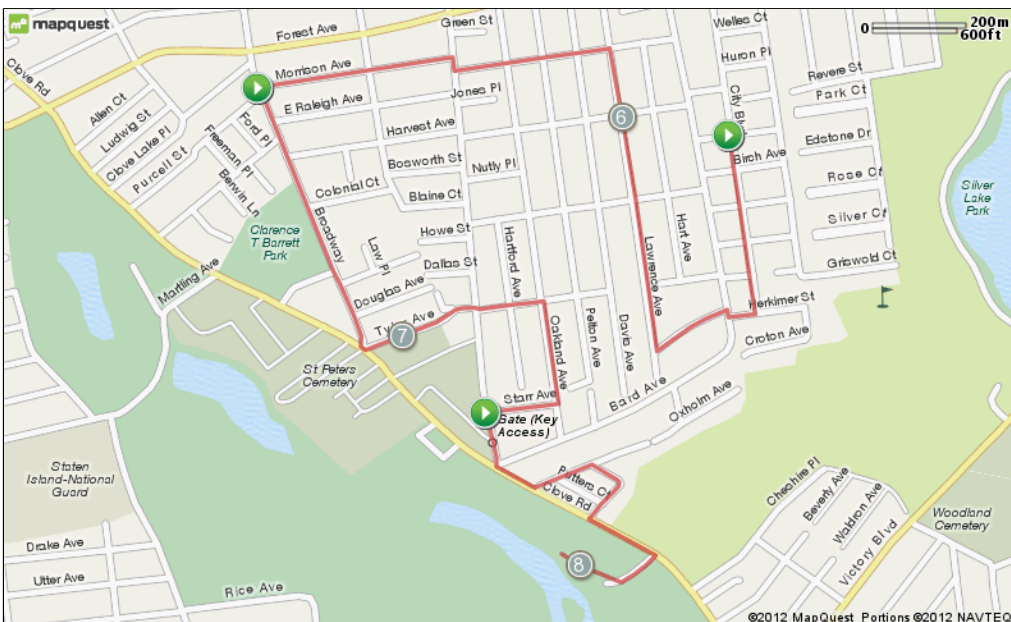 mapquest
Forest Ave
Green St
Welles Ct
0
200m
600ft
Clove Rd
Morrison Ave
Huron Pl
Revere St
Allen Ct
E Raleigh Ave
Jones Pl
Park Ct
Ludwig St
Ford Pl
City Blvd
6
Clove Lake Pl
Freeman Pl
Harvest Ave
Edstone Dr
Purcell St
Bosworth St
Nutly Pl
Birch Ave
Berwin Ln
Colonial Ct
Blaine Ct
Rose Ct
Silver
Lake
Park
Clarence
T Barrett
Park
Broadway
Howe St
Hartford Ave
Hart Ave
Silver Ct
Law Pl
Dallas St
Lawrence Ave
Griswold Ct
Martling Ave
Douglas Ave
Herkimer St
Tyler Ave
7
Oakland Ave
Pelton Ave
Davis Ave
Croton Ave
St Peters
Cemetery
Starr Ave
Bard Ave
Oxholm Ave
Gate (Key
Access)
Staten
Island-National
Guard
Putters Ct
Clove Rd
Cheshire Pl
Beverly Ave
Waldron Ave
Victory Blvd
Woodland
Cemetery
Drake Ave
8
Utter Ave
Rice Ave
©2012 MapQuest Portions ©2012 NAVTEQ